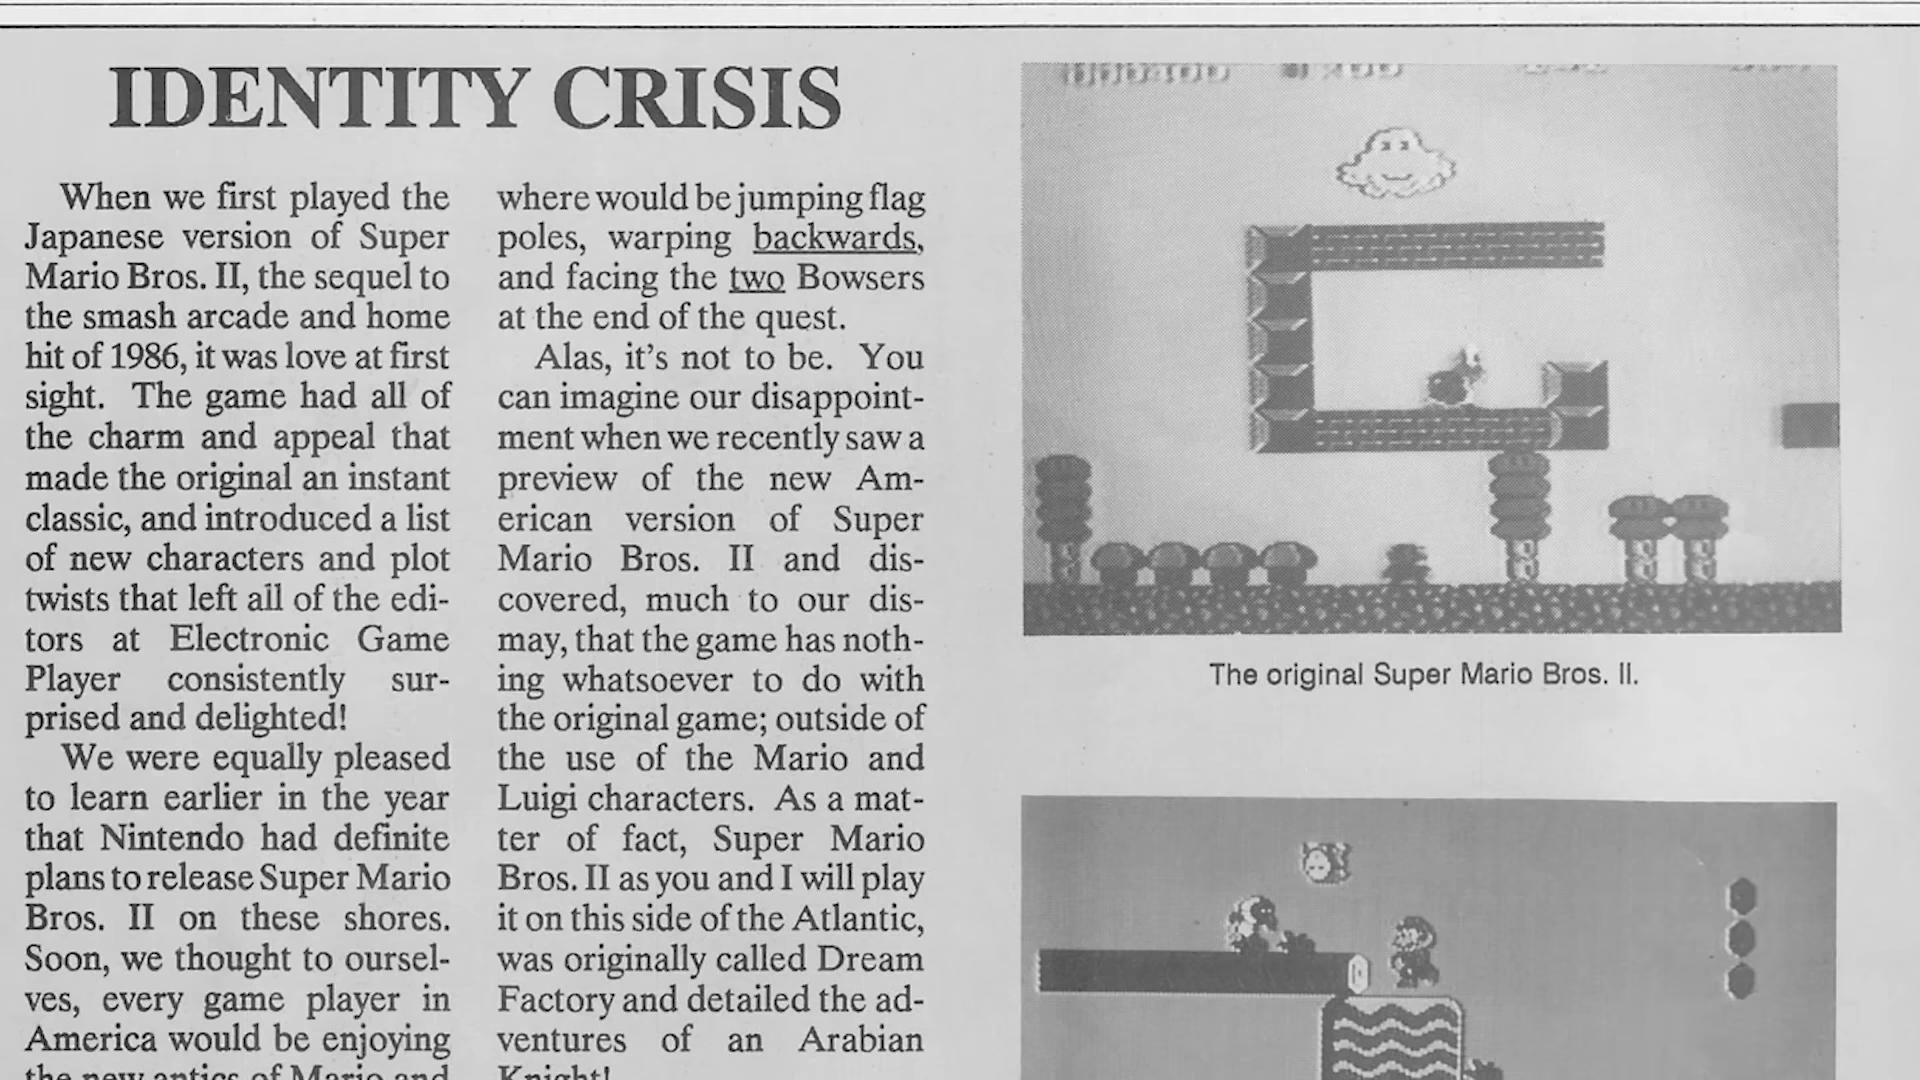 IDENTITY CRISIS
When we first played the
Japanese version of Super
Mario Bros. II, the sequel to
the smash arcade and home
hit of 1986, it was love at first
sight. The game had all of
the charm and appeal that
made the original an instant
classic, and introduced a list
of new characters and plot
twists that left all of the edi-
tors at Electronic Game
Player consistently sur-
prised and delighted!
We were equally pleased
to learn earlier in the year
that Nintendo had definite
plans to release Super Mario
Bros. II on these shores.
Soon, we thought to oursel-
ves, every game player in
America would be enjoying
the new antics of Mario and
where would be jumping flag
poles, warping backwards,
and facing the two Bowsers
at the end of the quest.
Alas, it's not to be. You
can imagine our disappoint-
ment when we recently saw a
preview of the new Am-
erican version of Super
Mario Bros. II and dis-
covered, much to our dis-
may, that the game has noth-
ing whatsoever to do with
the original game; outside of
the use of the Mario and
Luigi characters. As a mat-
ter of fact, Super Mario
Bros. II as you and I will play
it on this side of the Atlantic,
was originally called Dream
Factory and detailed the ad-
ventures of an Arabian
Knight!
The original Super Mario Bros. II.